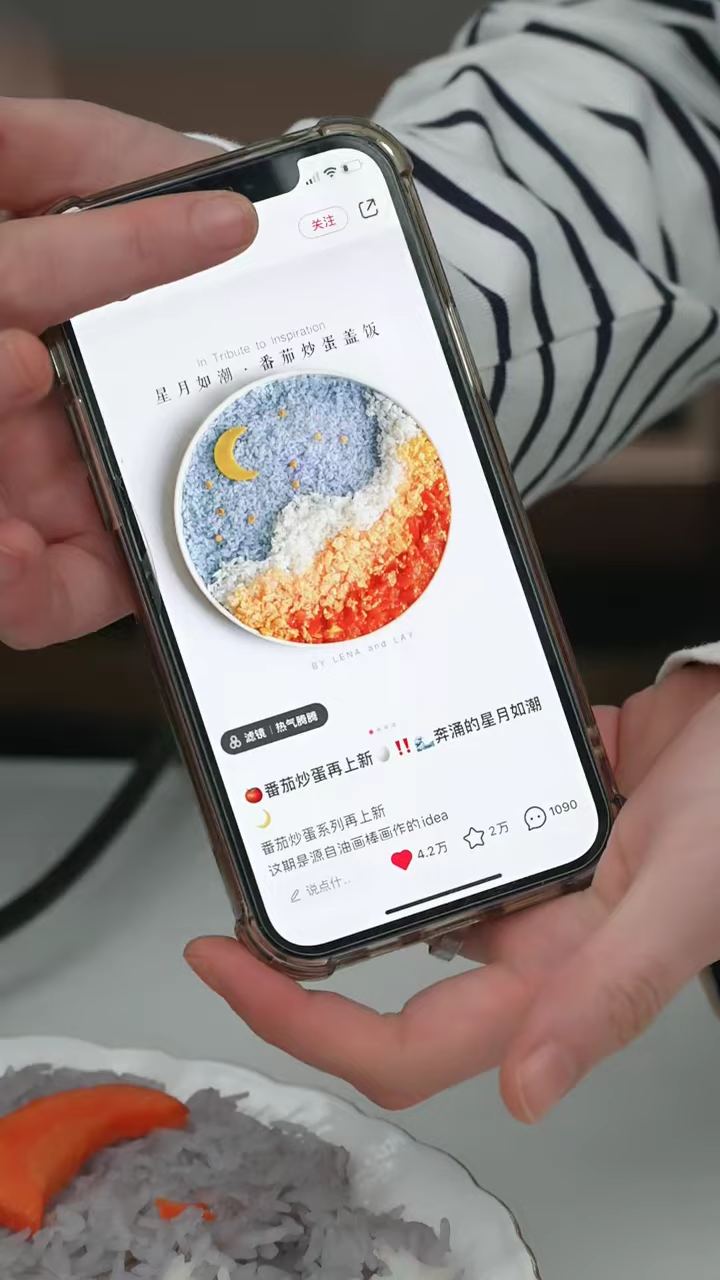 关注
In Tribute to Inspiration
星月如潮·番茄炒蛋盖饭
BY LENA and LAY
滤镜｜热气腾腾
🍅番茄炒蛋再上新🥚‼️🌊奔涌的星月如潮
🌙
番茄炒蛋系列再上新
这期是源自油画棒画作的idea
说点什...
4.2万
2万
1090